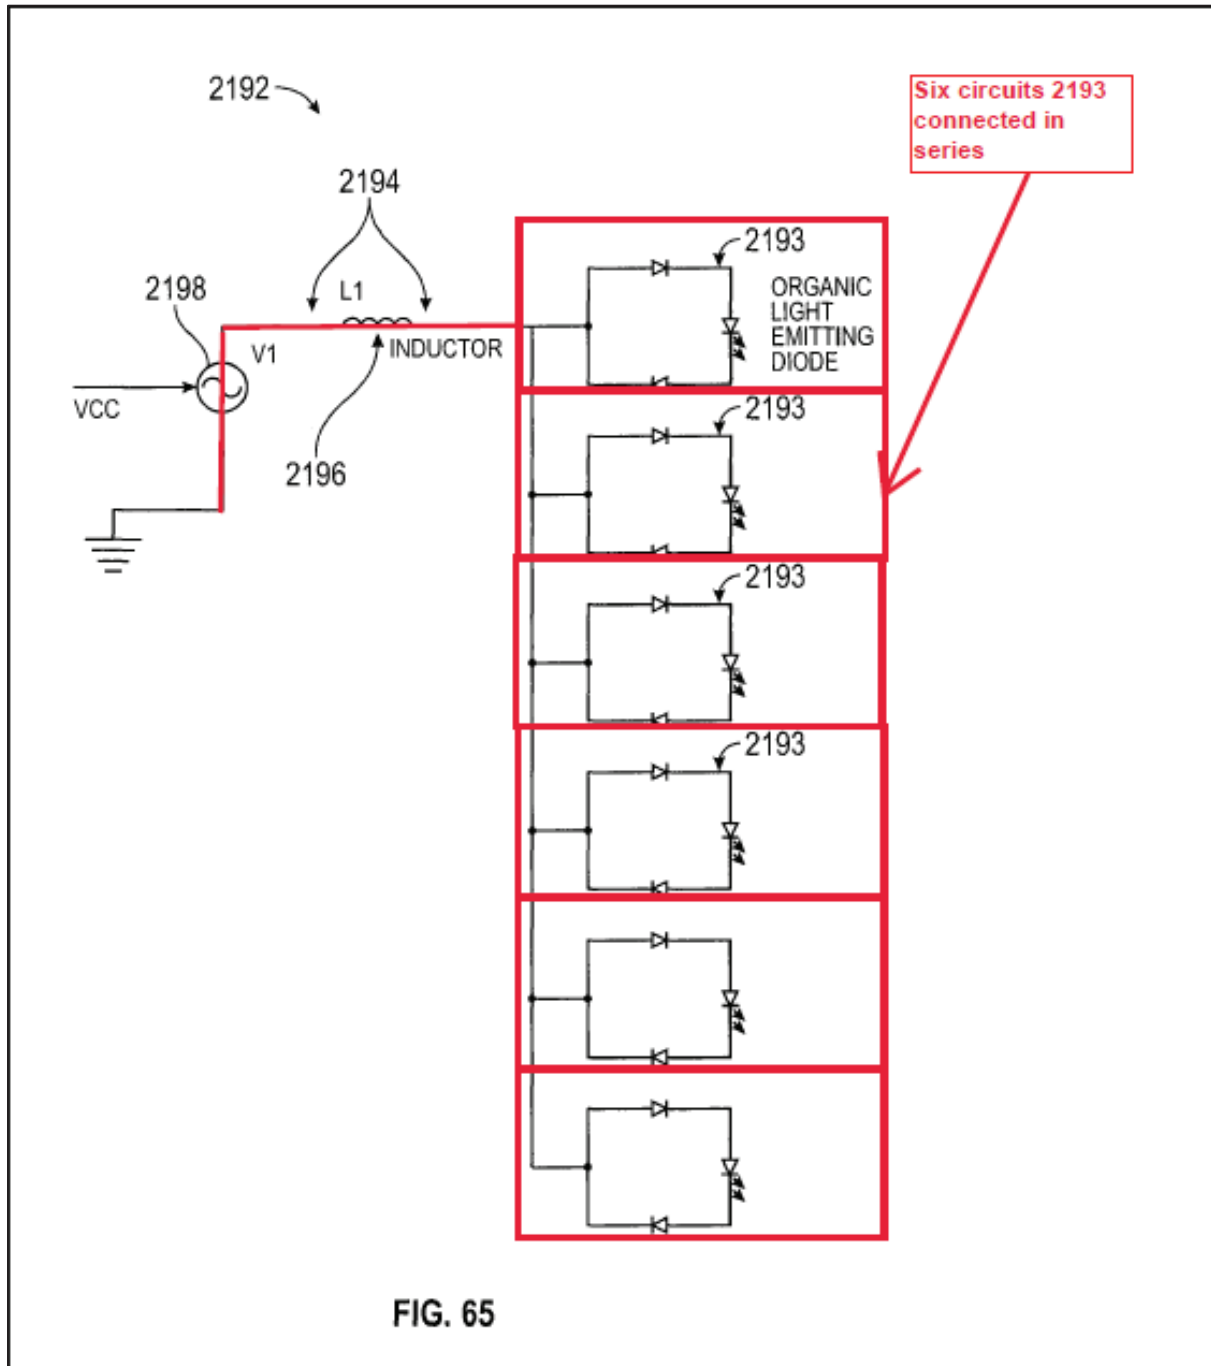 2192
Six circuits 2193
connected in
series
2194
2193
2198
L1
ORGANIC
LIGHT
EMITTING
DIODE
V1
INDUCTOR
VCC
2193
2196
2193
2193
FIG. 65